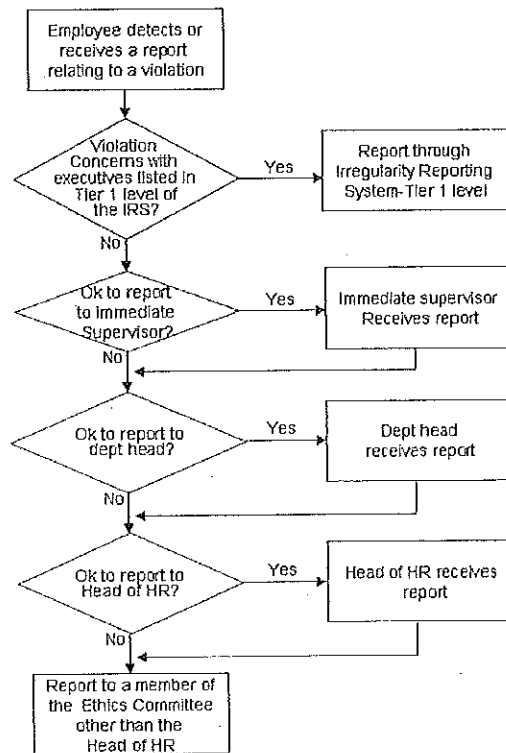 Employee detects or
receives a report
relating to a violation
Violation
Concerns with
executives listed in
Tier 1 level of
the IRS?
Yes
Report through
Irregularity Reporting
System-Tier 1 level
No
Ok to report
to immediate
Supervisor?
Yes
Immediate supervisor
Receives report
No
Ok to report to
dept head?
Yes
Dept head
receives report
No
Ok to report to
Head of HR?
Yes
Head of HR receives
report
No
Report to a member of
the Ethics Committee
other than the
Head of HR